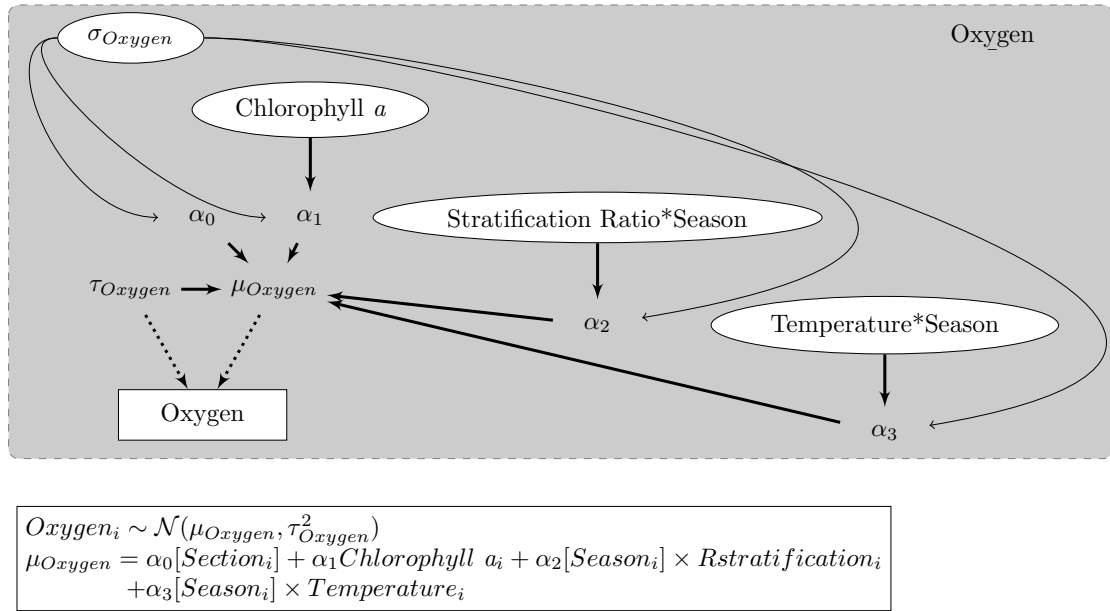 σ_Oxygen
Oxygen
Chlorophyll a
α_0
α_1
Stratification Ratio*Season
τ_Oxygen
μ_Oxygen
α_2
Temperature*Season
Oxygen
α_3
Oxygen_i ∼ N(μ_Oxygen, τ²_Oxygen)
μ_Oxygen = α_0[Section_i] + α_1Chlorophyll a_i + α_2[Season_i] × Rstratification_i
+α_3[Season_i] × Temperature_i